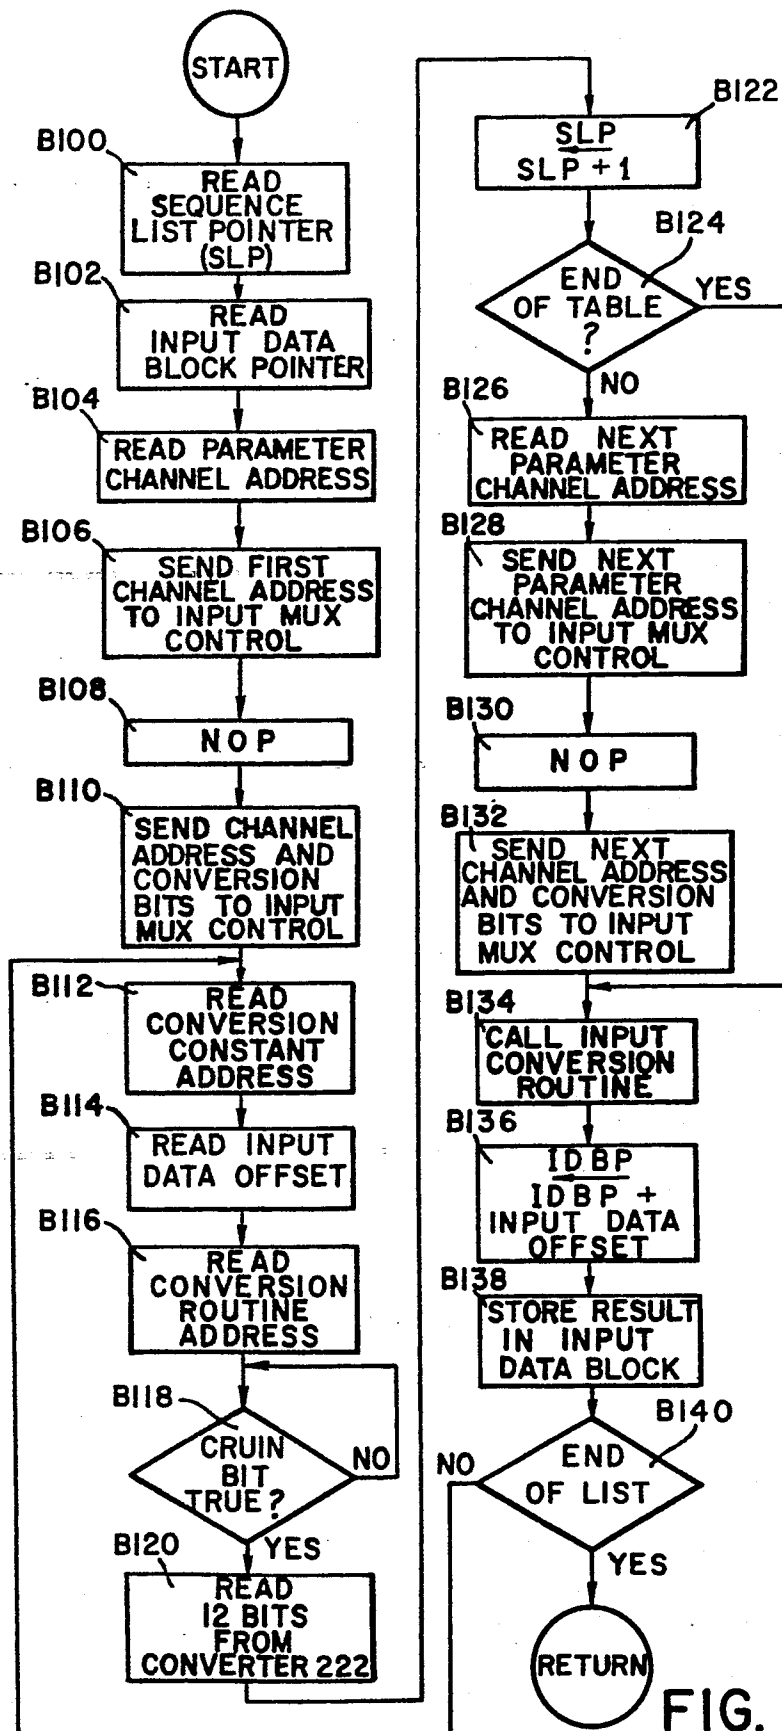 START
B100
READ
SEQUENCE
LIST POINTER
(SLP)
B102
READ
INPUT DATA
BLOCK POINTER
B104
READ PARAMETER
CHANNEL ADDRESS
B106
SEND FIRST
CHANNEL ADDRESS
TO INPUT MUX
CONTROL
B108
NOP
B110
SEND CHANNEL
ADDRESS AND
CONVERSION
BITS TO INPUT
MUX CONTROL
B112
READ
CONVERSION
CONSTANT
ADDRESS
B114
READ INPUT
DATA OFFSET
B116
READ
CONVERSION
ROUTINE
ADDRESS
B118
CRUIN
BIT
TRUE?
NO
YES
B120
READ
12 BITS
FROM
CONVERTER 222
B122
SLP
SLP + 1
B124
END
OF TABLE
?
YES
NO
B126
READ NEXT
PARAMETER
CHANNEL ADDRESS
B128
SEND NEXT
PARAMETER
CHANNEL ADDRESS
TO INPUT MUX
CONTROL
B130
NOP
B132
SEND NEXT
CHANNEL ADDRESS
AND CONVERSION
BITS TO INPUT
MUX CONTROL
B134
CALL INPUT
CONVERSION
ROUTINE
B136
IDBP
IDBP +
INPUT DATA
OFFSET
B138
STORE RESULT
IN INPUT
DATA BLOCK
B140
END
OF LIST
NO
YES
RETURN
FIG.